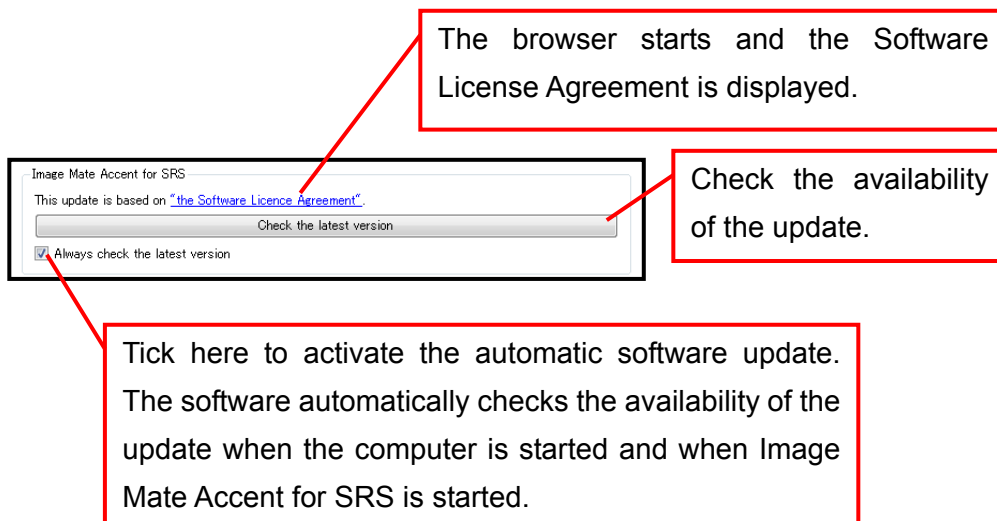 The browser starts and the Software
License Agreement is displayed.
Image Mate Accent for SRS
This update is based on "the Software Licence Agreement".
Check the latest version
Always check the latest version
Check the availability
of the update.
Tick here to activate the automatic software update.
The software automatically checks the availability of the
update when the computer is started and when Image
Mate Accent for SRS is started.